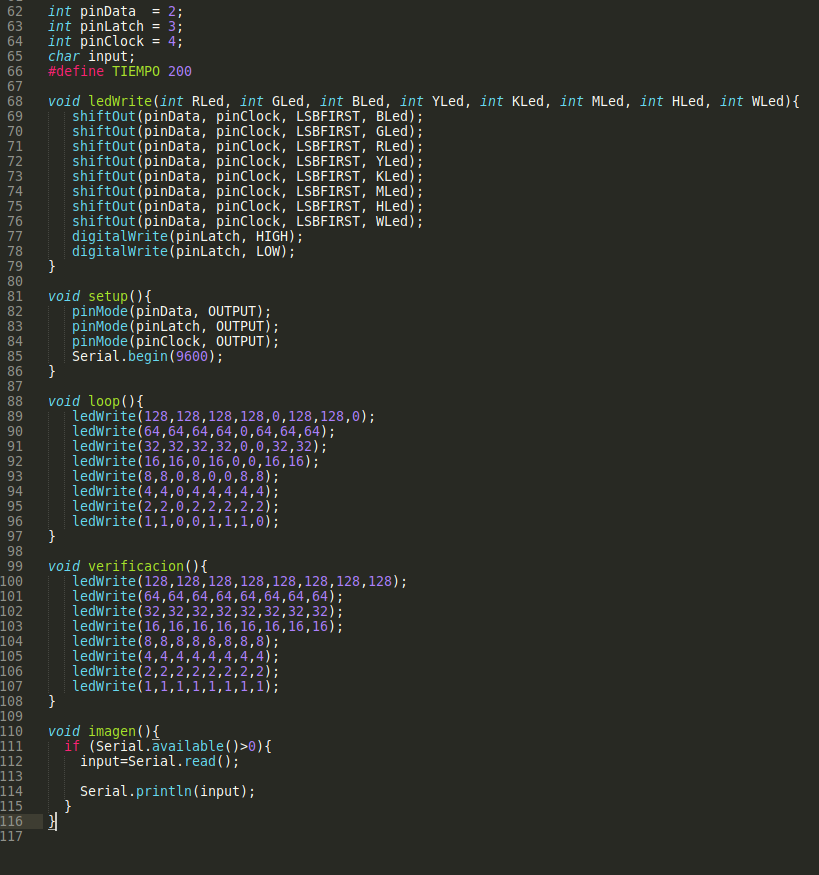 62 int pinData  = 2;
63 int pinLatch = 3;
64 int pinClock = 4;
65 char input;
66 #define TIEMPO 200
67
68 void ledWrite(int RLed, int GLed, int BLed, int YLed, int KLed, int MLed, int HLed, int WLed){
69    shiftOut(pinData, pinClock, LSBFIRST, BLed);
70    shiftOut(pinData, pinClock, LSBFIRST, GLed);
71    shiftOut(pinData, pinClock, LSBFIRST, RLed);
72    shiftOut(pinData, pinClock, LSBFIRST, YLed);
73    shiftOut(pinData, pinClock, LSBFIRST, KLed);
74    shiftOut(pinData, pinClock, LSBFIRST, MLed);
75    shiftOut(pinData, pinClock, LSBFIRST, HLed);
76    shiftOut(pinData, pinClock, LSBFIRST, WLed);
77    digitalWrite(pinLatch, HIGH);
78    digitalWrite(pinLatch, LOW);
79 }
80
81 void setup(){
82    pinMode(pinData, OUTPUT);
83    pinMode(pinLatch, OUTPUT);
84    pinMode(pinClock, OUTPUT);
85    Serial.begin(9600);
86 }
87
88 void loop(){
89    ledWrite(128,128,128,128,0,128,128,0);
90    ledWrite(64,64,64,64,0,64,64,64);
91    ledWrite(32,32,32,32,0,0,32,32);
92    ledWrite(16,16,0,16,0,0,16,16);
93    ledWrite(8,8,0,8,0,0,8,8);
94    ledWrite(4,4,0,4,4,4,4,4);
95    ledWrite(2,2,0,2,2,2,2,2);
96    ledWrite(1,1,0,0,1,1,1,0);
97 }
98
99 void verificacion(){
100    ledWrite(128,128,128,128,128,128,128,128);
101    ledWrite(64,64,64,64,64,64,64,64);
102    ledWrite(32,32,32,32,32,32,32,32);
103    ledWrite(16,16,16,16,16,16,16,16);
104    ledWrite(8,8,8,8,8,8,8,8);
105    ledWrite(4,4,4,4,4,4,4,4);
106    ledWrite(2,2,2,2,2,2,2,2);
107    ledWrite(1,1,1,1,1,1,1,1);
108 }
109
110 void imagen(){
111   if (Serial.available()>0){
112     input=Serial.read();
113
114     Serial.println(input);
115   }
116 }
117